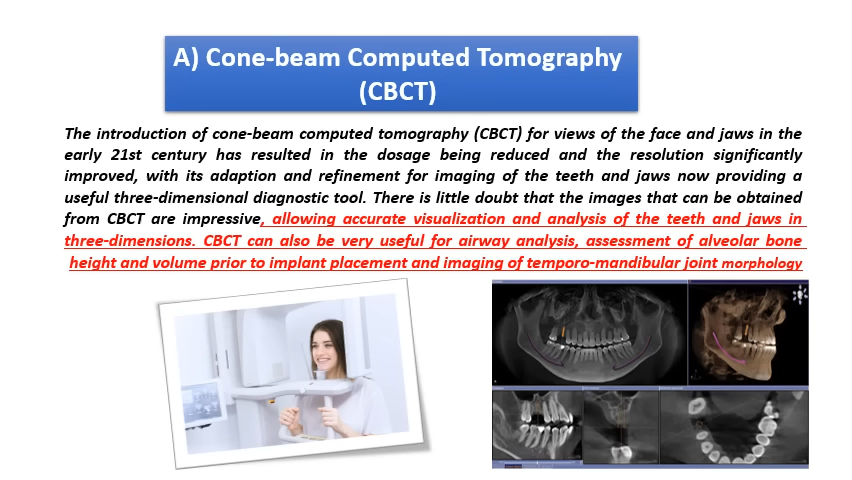 A) Cone-beam Computed Tomography
(CBCT)
The introduction of cone-beam computed tomography (CBCT) for views of the face and jaws in the
early 21st century has resulted in the dosage being reduced and the resolution significantly
improved, with its adaption and refinement for imaging of the teeth and jaws now providing a
useful three-dimensional diagnostic tool. There is little doubt that the images that can be obtained
from CBCT are impressive, allowing accurate visualization and analysis of the teeth and jaws in
three-dimensions. CBCT can also be very useful for airway analysis, assessment of alveolar bone
height and volume prior to implant placement and imaging of temporo-mandibular joint morphology